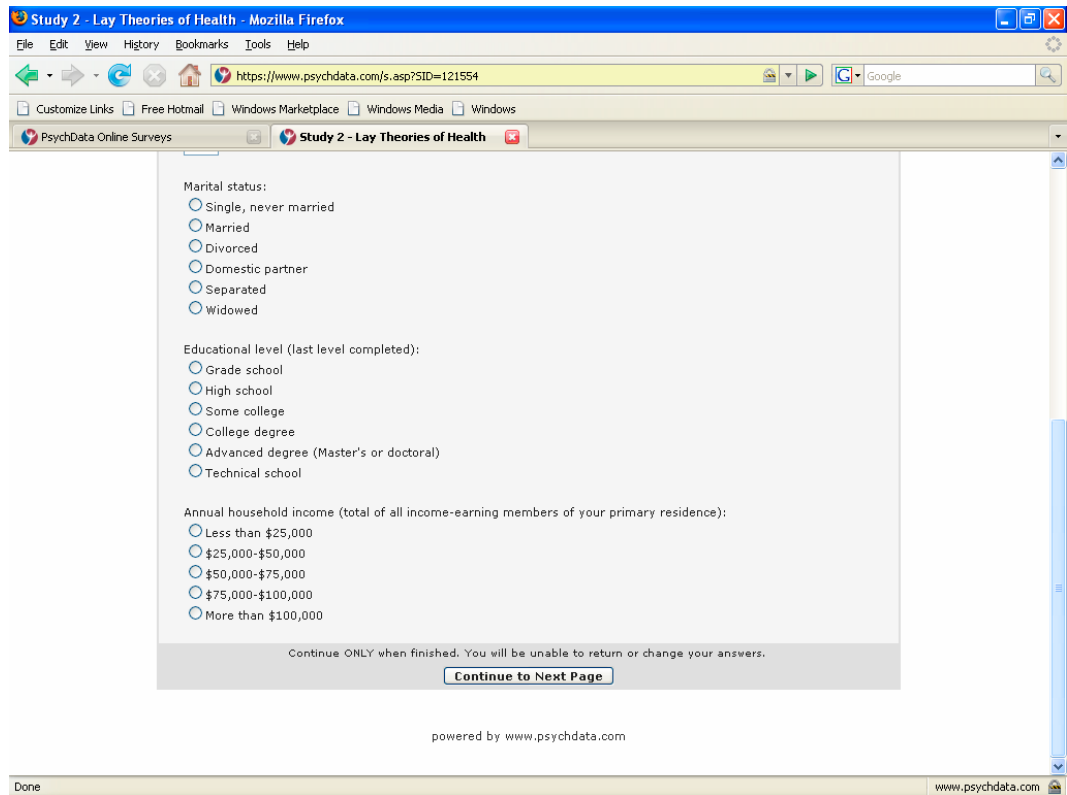 Study 2 - Lay Theories of Health - Mozilla Firefox
File Edit View History Bookmarks Tools Help
https://www.psychdata.com/s.asp?SID=121554 G Google
Customize Links Free Hotmail Windows Marketplace Windows Media Windows
PsychData Online Surveys Study 2 - Lay Theories of Health
Marital status:
Single, never married
Married
Divorced
Domestic partner
Separated
Widowed
Educational level (last level completed):
Grade school
High school
Some college
College degree
Advanced degree (Master's or doctoral)
Technical school
Annual household income (total of all income-earning members of your primary residence):
Less than $25,000
$25,000-$50,000
$50,000-$75,000
$75,000-$100,000
More than $100,000
Continue ONLY when finished. You will be unable to return or change your answers.
Continue to Next Page
powered by www.psychdata.com
Done www.psychdata.com